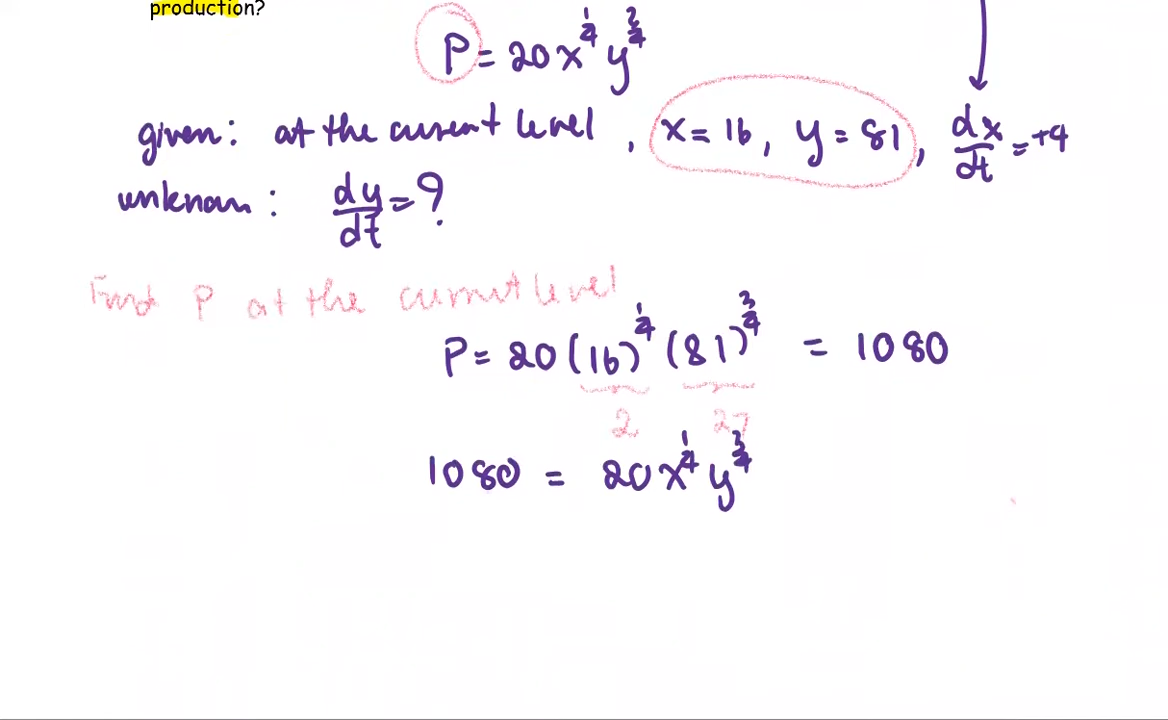 production?
P = 20x^{1/4} y^{3/4}
given: at the current level, x = 16, y = 81, dx/dt = +4
unknown: dy/dt = ?
Find P at the current level
P = 20 (16)^{1/4} (81)^{3/4} = 1080
2 27
1080 = 20x^{1/4} y^{3/4}